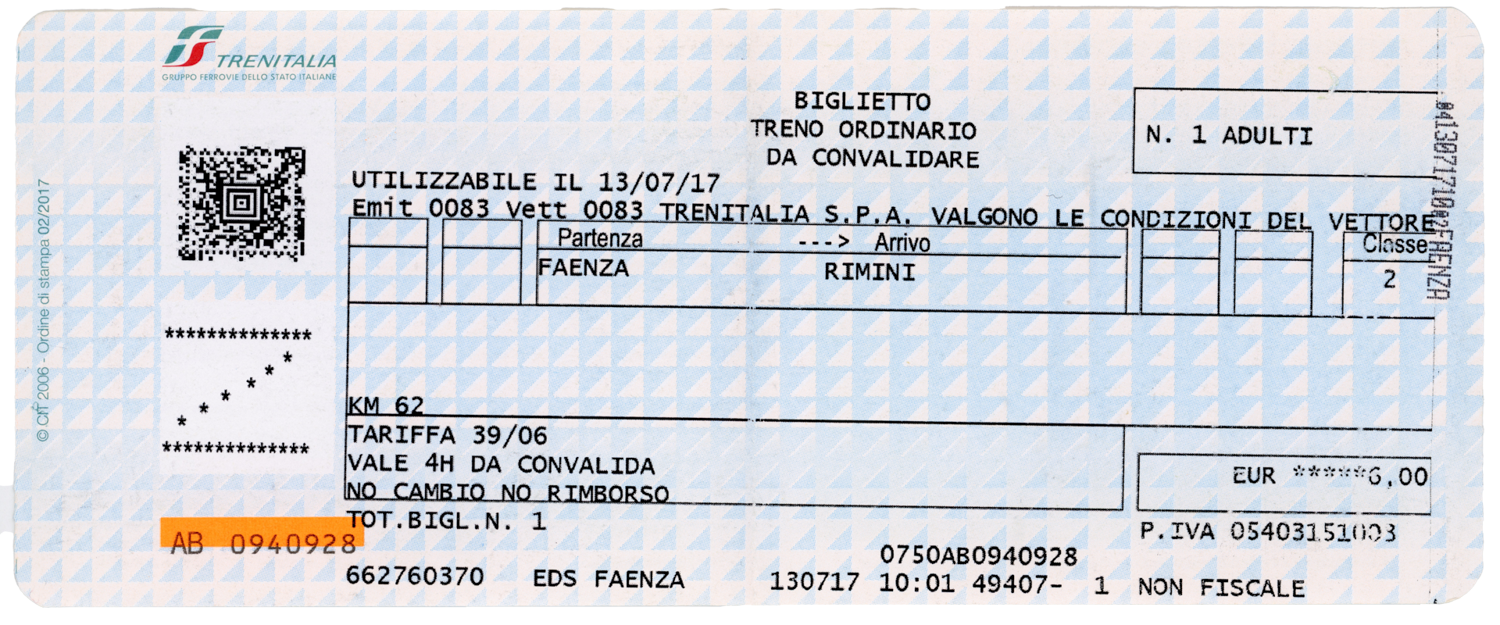 TRENITALIA
GRUPPO FERROVIE DELLO STATO ITALIANE
BIGLIETTO
TRENO ORDINARIO
DA CONVALIDARE
N. 1 ADULTI
UTILIZZABILE IL 13/07/17
Emit 0083 Vett 0083 TRENITALIA S.P.A. VALGONO LE CONDIZIONI DEL VETTORE
Partenza ---> Arrivo Classe
FAENZA RIMINI 2
**************
*
*
*
*
*
*
**************
KM 62
TARIFFA 39/06
VALE 4H DA CONVALIDA
NO CAMBIO NO RIMBORSO
EUR *****6,00
TOT.BIGL.N. 1
P.IVA 05403151003
AB 0940928
0750AB0940928
662760370 EDS FAENZA 130717 10:01 49407- 1 NON FISCALE
© CIT 2006 - Ordine di stampa 02/2017
FAENZA